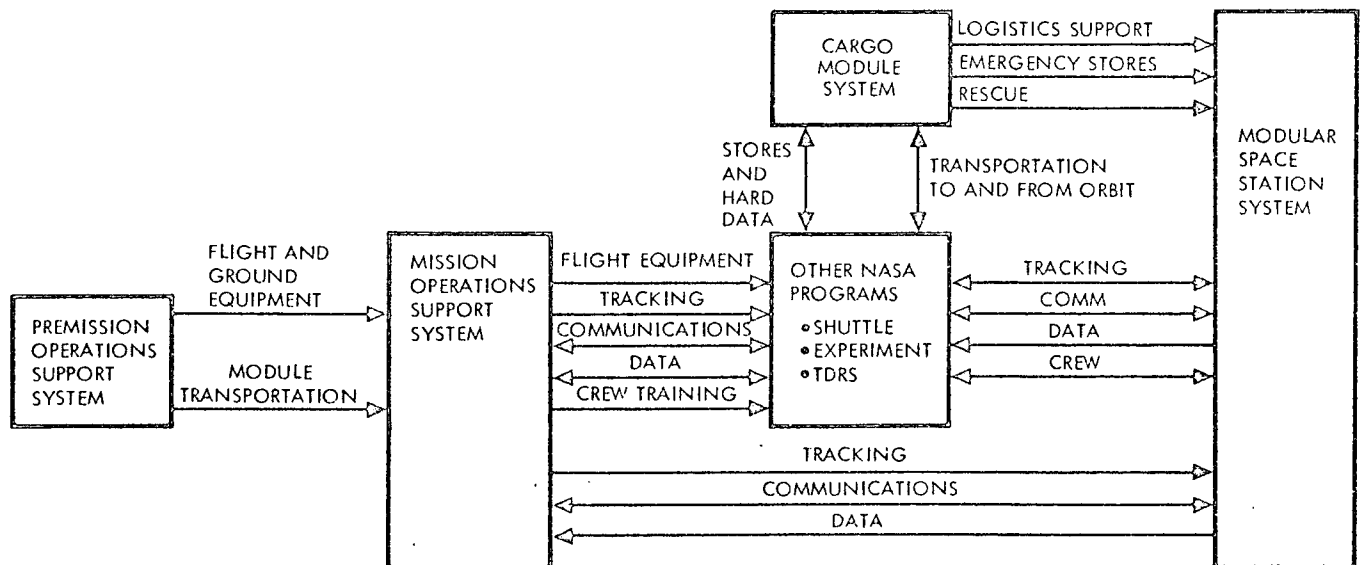 CARGO
MODULE
SYSTEM
LOGISTICS SUPPORT
EMERGENCY STORES
RESCUE
MODULAR
SPACE
STATION
SYSTEM
STORES
AND
HARD
DATA
TRANSPORTATION
TO AND FROM ORBIT
PREMISSION
OPERATIONS
SUPPORT
SYSTEM
FLIGHT AND
GROUND
EQUIPMENT
MODULE
TRANSPORTATION
MISSION
OPERATIONS
SUPPORT
SYSTEM
FLIGHT EQUIPMENT
TRACKING
COMMUNICATIONS
DATA
CREW TRAINING
OTHER NASA
PROGRAMS
• SHUTTLE
• EXPERIMENT
• TDRS
TRACKING
COMM
DATA
CREW
TRACKING
COMMUNICATIONS
DATA